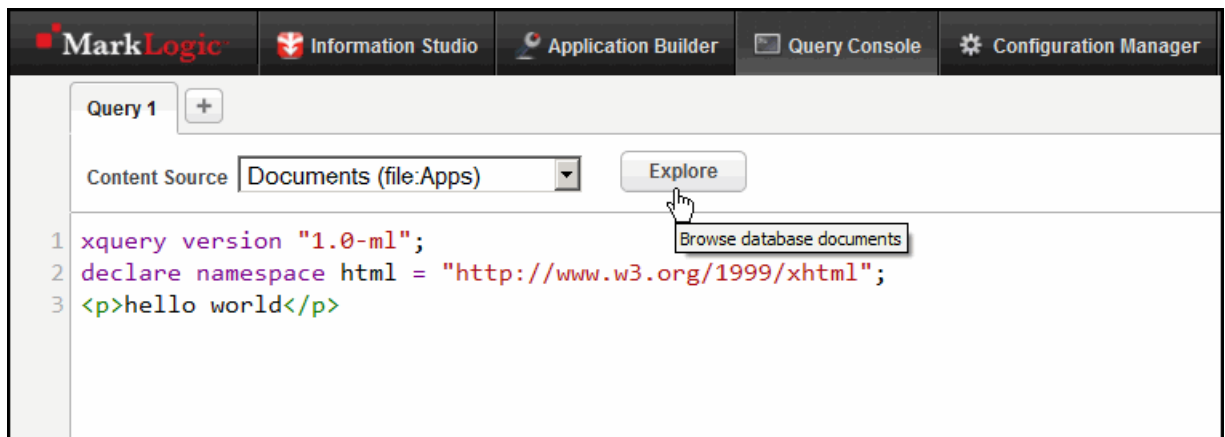 MarkLogic Information Studio Application Builder Query Console Configuration Manager
Query 1 +
Content Source Documents (file:Apps) Explore
Browse database documents
1 xquery version "1.0-ml";
2 declare namespace html = "http://www.w3.org/1999/xhtml";
3 <p>hello world</p>